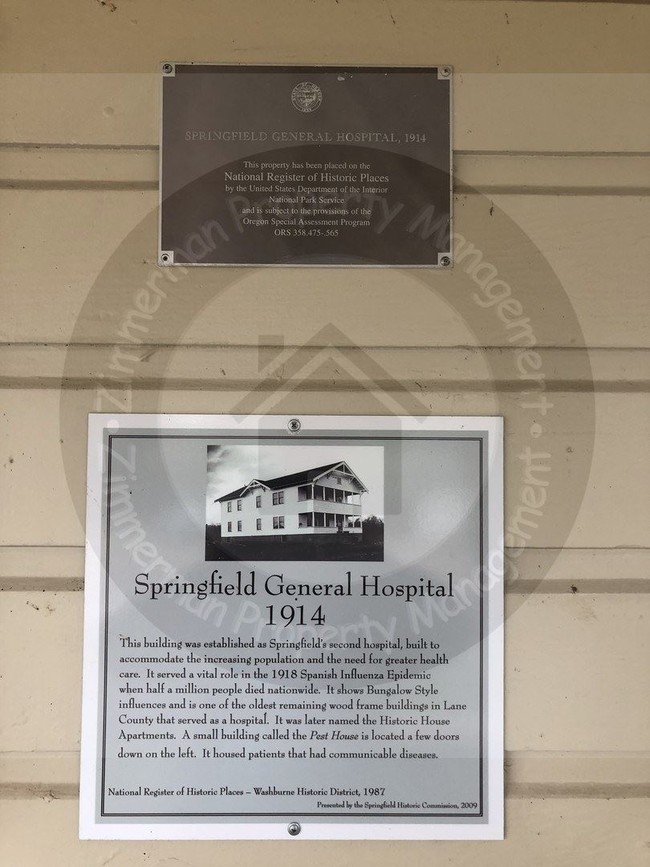 SPRINGFIELD GENERAL HOSPITAL, 1914
This property has been placed on the
National Register of Historic Places
by the United States Department of the Interior
National Park Service
and is subject to the provisions of the
Oregon Special Assessment Program
ORS 358.475-.565
Zimmerman Property Management
Springfield General Hospital
1914
This building was established as Springfield's second hospital, built to
accommodate the increasing population and the need for greater health
care. It served a vital role in the 1918 Spanish Influenza Epidemic
when half a million people died nationwide. It shows Bungalow Style
influences and is one of the oldest remaining wood frame buildings in Lane
County that served as a hospital. It was later named the Historic House
Apartments. A small building called the Pest House is located a few doors
down on the left. It housed patients that had communicable diseases.
National Register of Historic Places – Washburne Historic District, 1987
Presented by the Springfield Historic Commission, 2009
Zimmerman Property Management